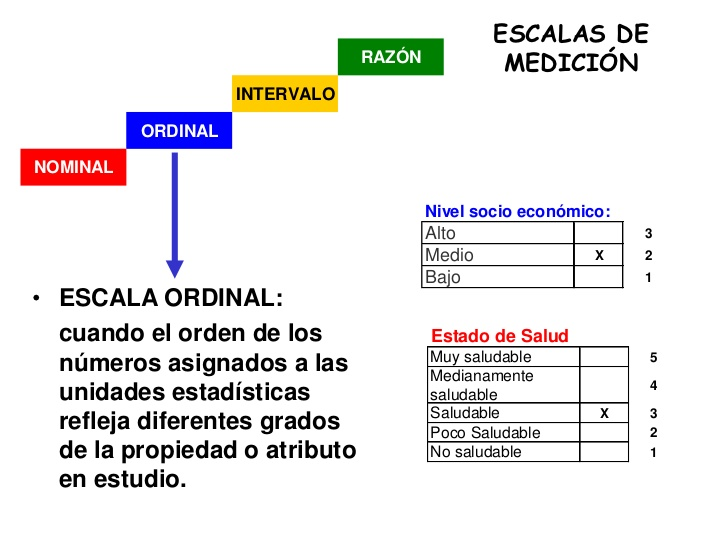 ESCALAS DE
MEDICIÓN
RAZÓN
INTERVALO
ORDINAL
NOMINAL
• ESCALA ORDINAL:
cuando el orden de los
números asignados a las
unidades estadísticas
refleja diferentes grados
de la propiedad o atributo
en estudio.
Nivel socio económico:
Alto 3
Medio X 2
Bajo 1
Estado de Salud
Muy saludable 5
Medianamente
saludable 4
Saludable X 3
Poco Saludable 2
No saludable 1